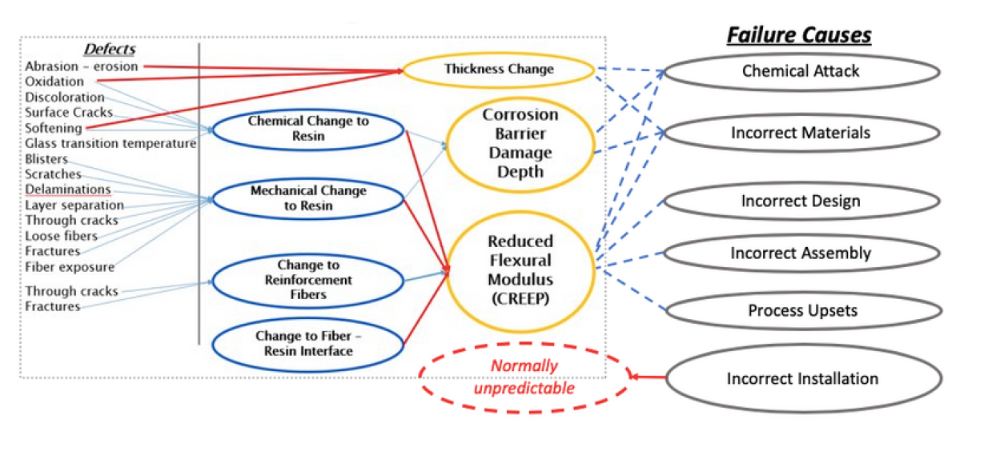 Failure Causes
Defects
Abrasion – erosion
Oxidation
Discoloration
Surface Cracks
Softening
Glass transition temperature
Blisters
Scratches
Delaminations
Layer separation
Through cracks
Loose fibers
Fractures
Fiber exposure
Through cracks
Fractures
Chemical Change to
Resin
Mechanical Change
to Resin
Change to
Reinforcement
Fibers
Change to Fiber –
Resin Interface
Thickness Change
Corrosion
Barrier
Damage
Depth
Reduced
Flexural
Modulus
(CREEP)
Normally
unpredictable
Chemical Attack
Incorrect Materials
Incorrect Design
Incorrect Assembly
Process Upsets
Incorrect Installation